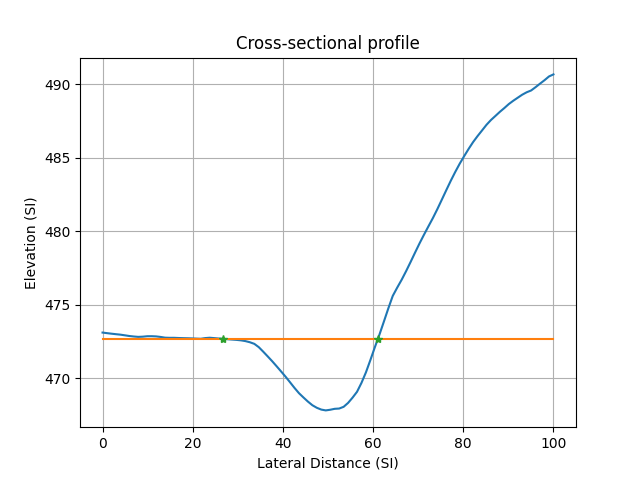 Cross-sectional profile
Elevation (SI)
490
485
480
475
470
0 20 40 60 80 100
Lateral Distance (SI)